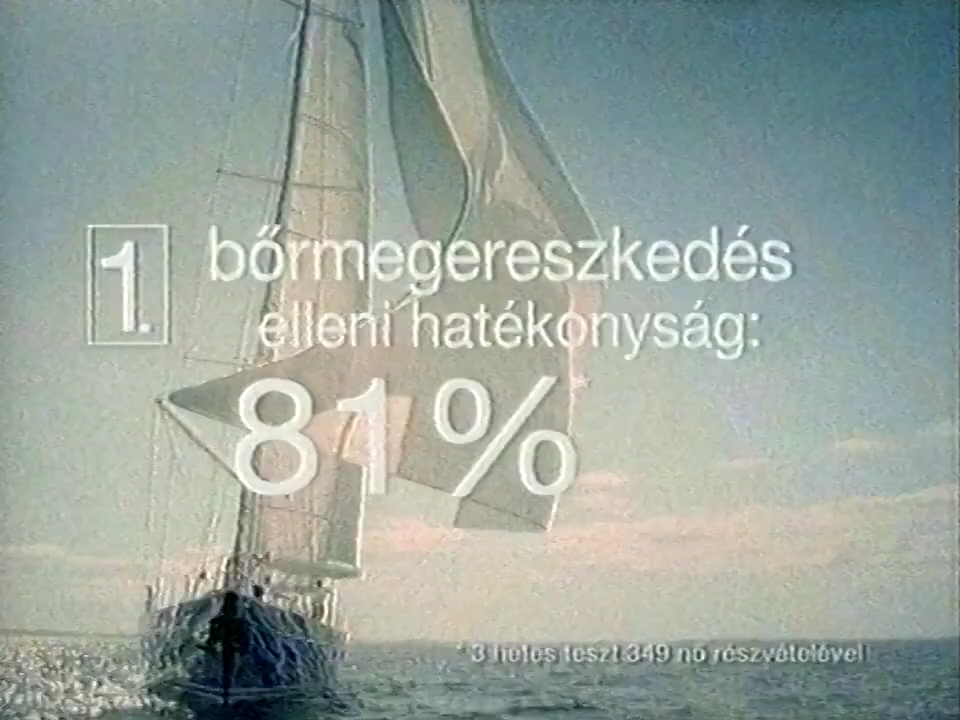 1.
bőrmegereszkedés
elleni hatékonyság:
81%
* 3 hetes teszt 349 nő részvételével